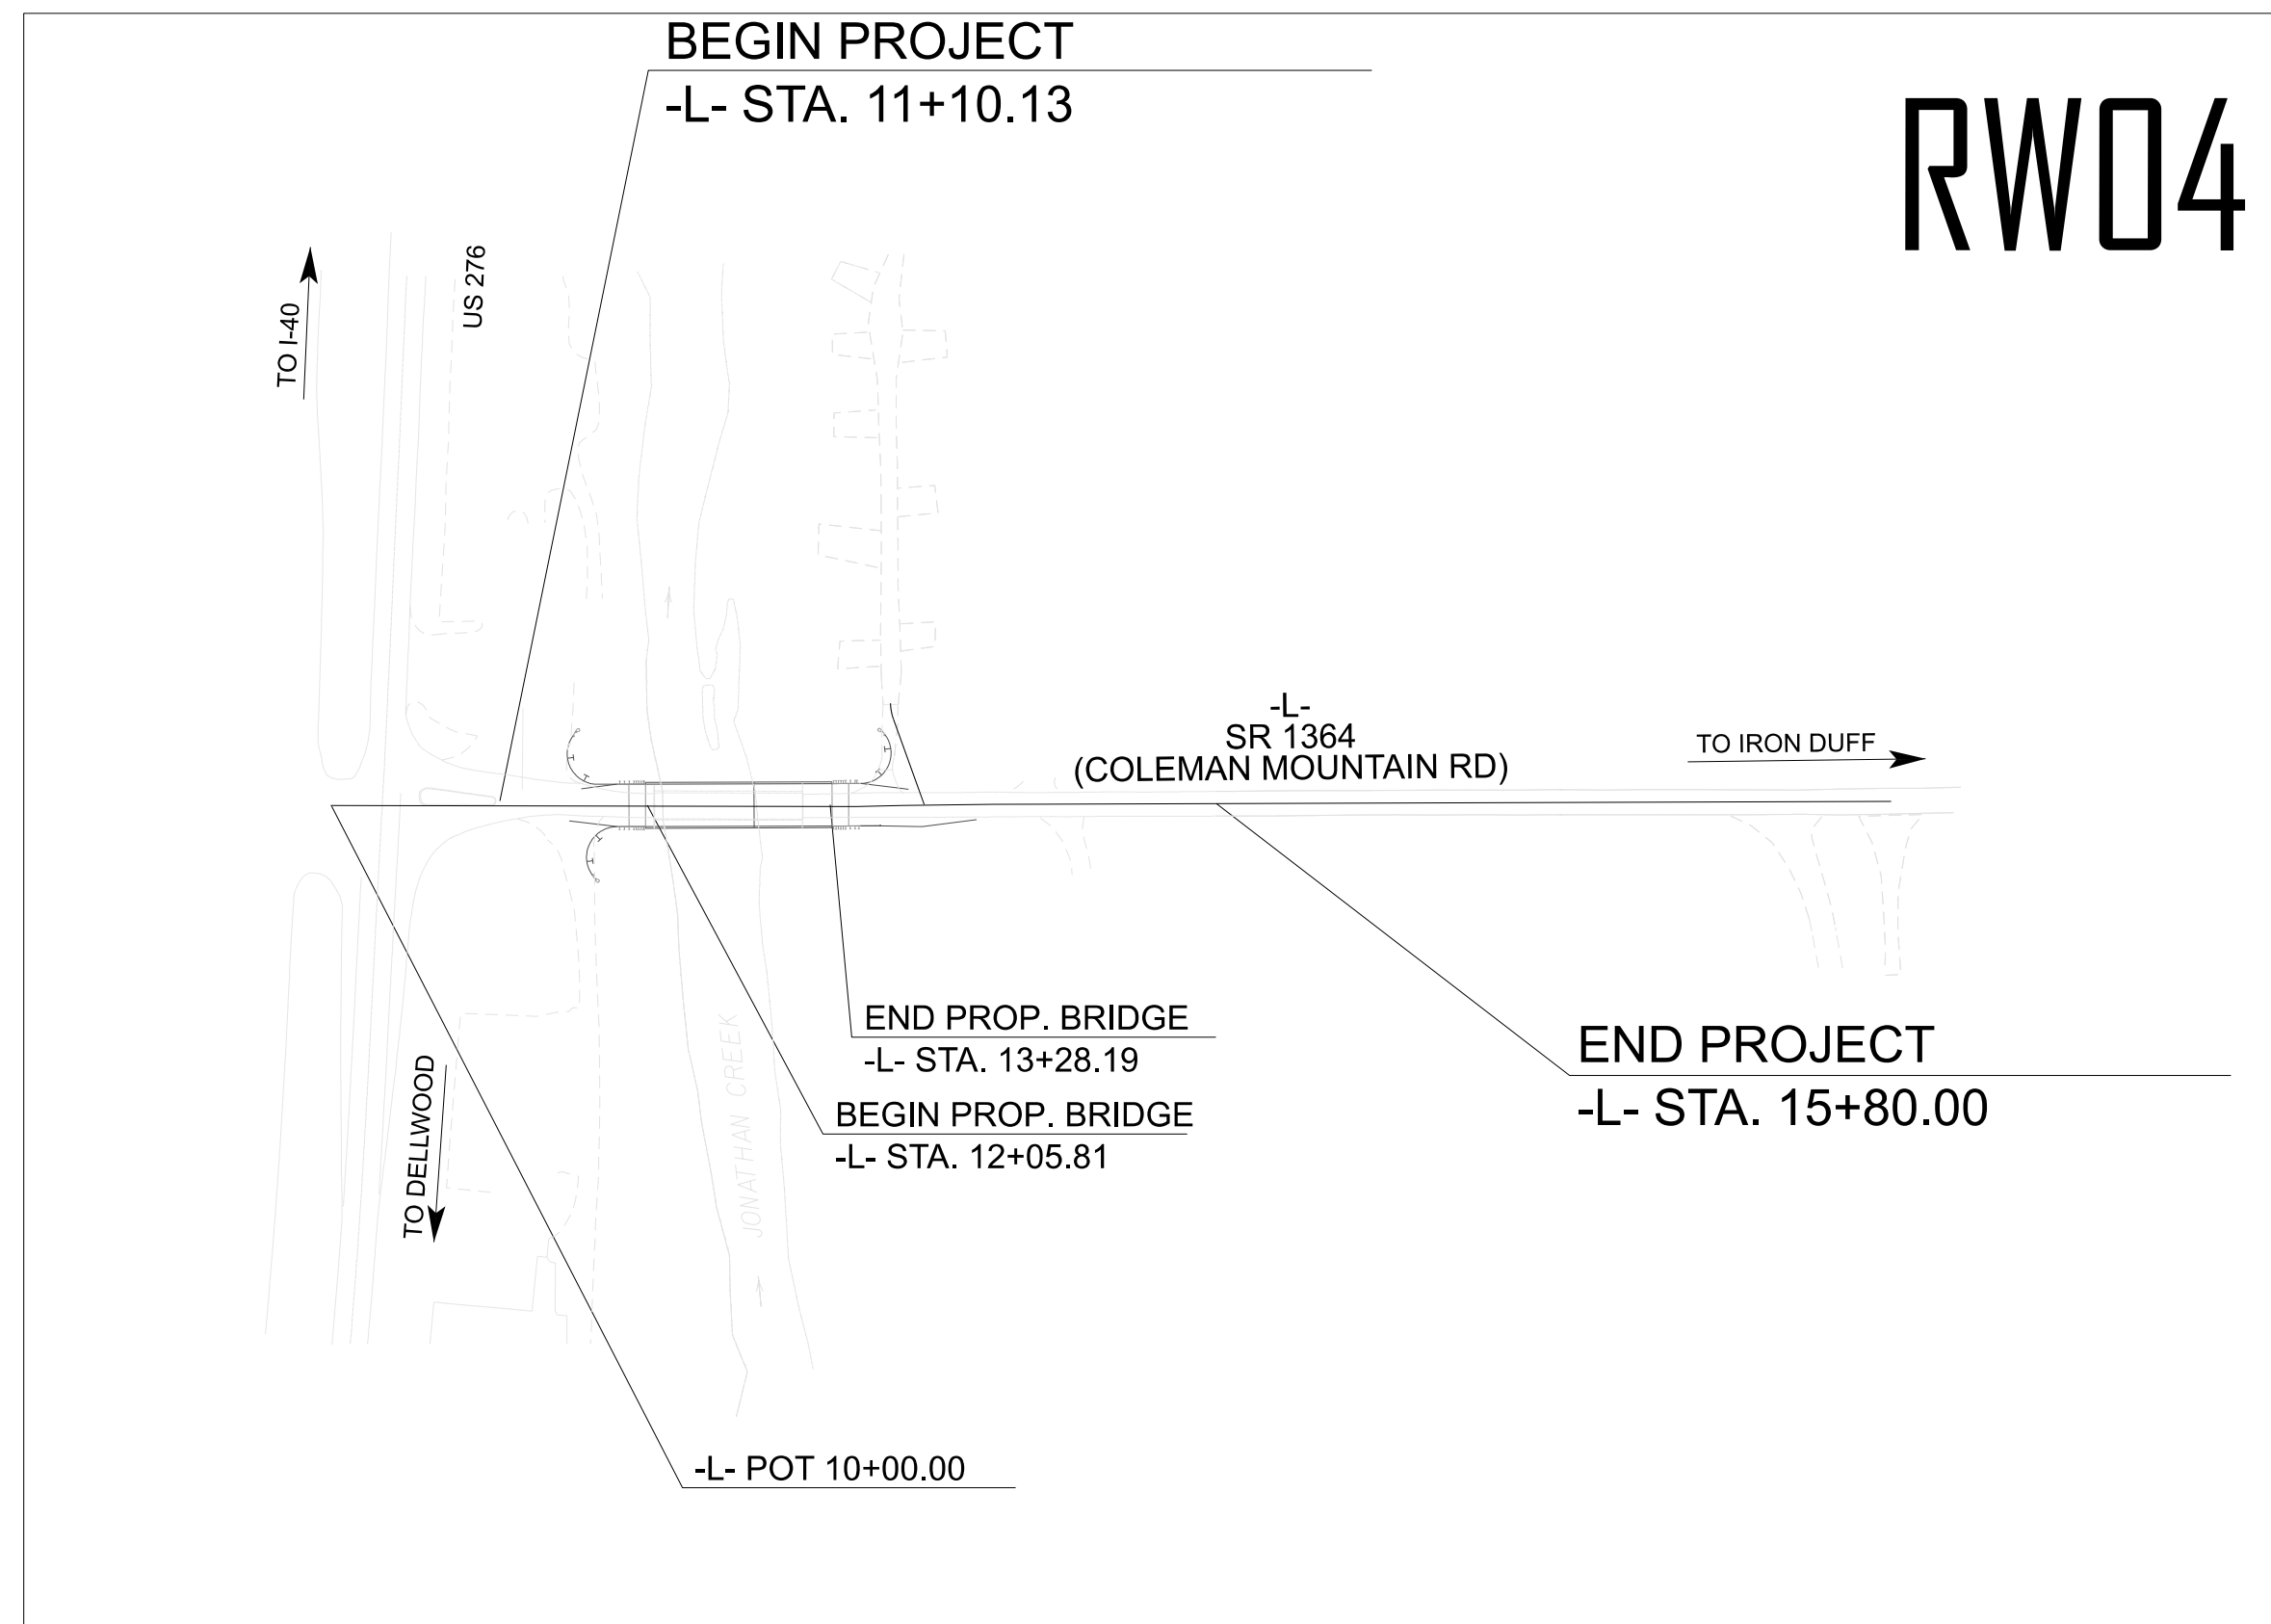 BEGIN PROJECT
-L- STA. 11+10.13
RW04
TO I-40
US 276
-L-
SR 1364
(COLEMAN MOUNTAIN RD)
TO IRON DUFF
END PROP. BRIDGE
-L- STA. 13+28.19
BEGIN PROP. BRIDGE
-L- STA. 12+05.81
END PROJECT
-L- STA. 15+80.00
JONATHAN CREEK
TO DELLWOOD
-L- POT 10+00.00